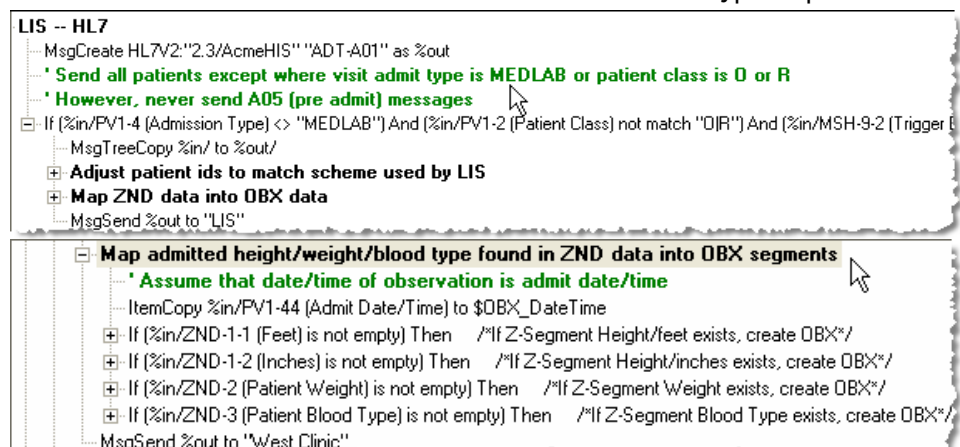 LIS -- HL7
MsgCreate HL7V2:"2.3/AcmeHIS" "ADT-A01" as %out
' Send all patients except where visit admit type is MEDLAB or patient class is O or R
' However, never send A05 (pre admit) messages
If (%in/PV1-4 (Admission Type) <> "MEDLAB") And (%in/PV1-2 (Patient Class) not match "O|R") And (%in/MSH-9-2 (Trigger
MsgTreeCopy %in/ to %out/
Adjust patient ids to match scheme used by LIS
Map ZND data into OBX data
MsgSend %out to "LIS"
Map admitted height/weight/blood type found in ZND data into OBX segments
' Assume that date/time of observation is admit date/time
ItemCopy %in/PV1-44 (Admit Date/Time) to $OBX_DateTime
If (%in/ZND-1-1 (Feet) is not empty) Then /*If Z-Segment Height/feet exists, create OBX*/
If (%in/ZND-1-2 (Inches) is not empty) Then /*If Z-Segment Height/inches exists, create OBX*/
If (%in/ZND-2 (Patient Weight) is not empty) Then /*If Z-Segment Weight exists, create OBX*/
If (%in/ZND-3 (Patient Blood Type) is not empty) Then /*If Z-Segment Blood Type exists, create OBX*/
MsgSend %out to "West Clinic"